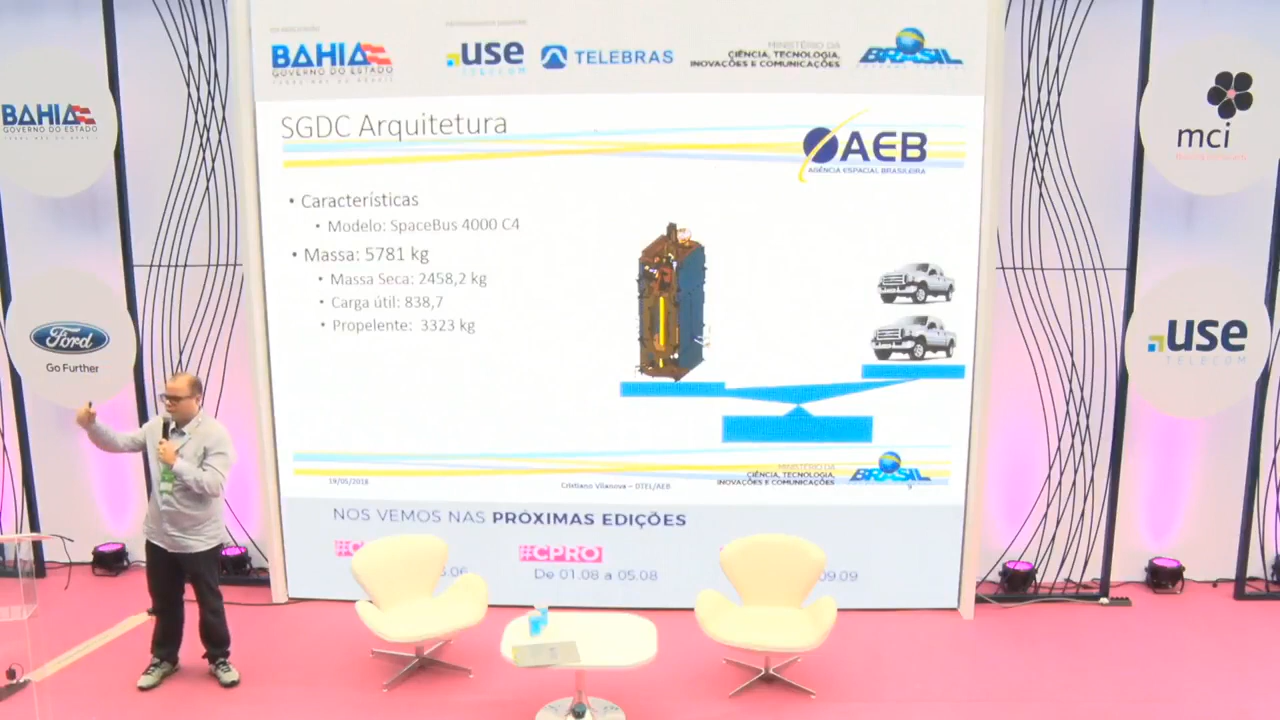 BAHIA
GOVERNO DO ESTADO
USE
TELECOM
TELEBRAS
MINISTÉRIO DA
CIÊNCIA, TECNOLOGIA,
INOVAÇÕES E COMUNICAÇÕES
BRASIL
SGDC Arquitetura
AEB
AGÊNCIA ESPACIAL BRASILEIRA
• Características
• Modelo: SpaceBus 4000 C4
• Massa: 5781 kg
• Massa Seca: 2458,2 kg
• Carga útil: 838,7
• Propelente: 3323 kg
MINISTÉRIO DA
CIÊNCIA, TECNOLOGIA,
INOVAÇÕES E COMUNICAÇÕES
BRASIL
19/05/2018
Cristiano Vilanova – DTEL/AEB
9
NOS VEMOS NAS PRÓXIMAS EDIÇÕES
#CPRO
De 01.08 a 05.08
09.09
BAHIA
GOVERNO DO ESTADO
Ford
Go Further
mci
USE
TELECOM